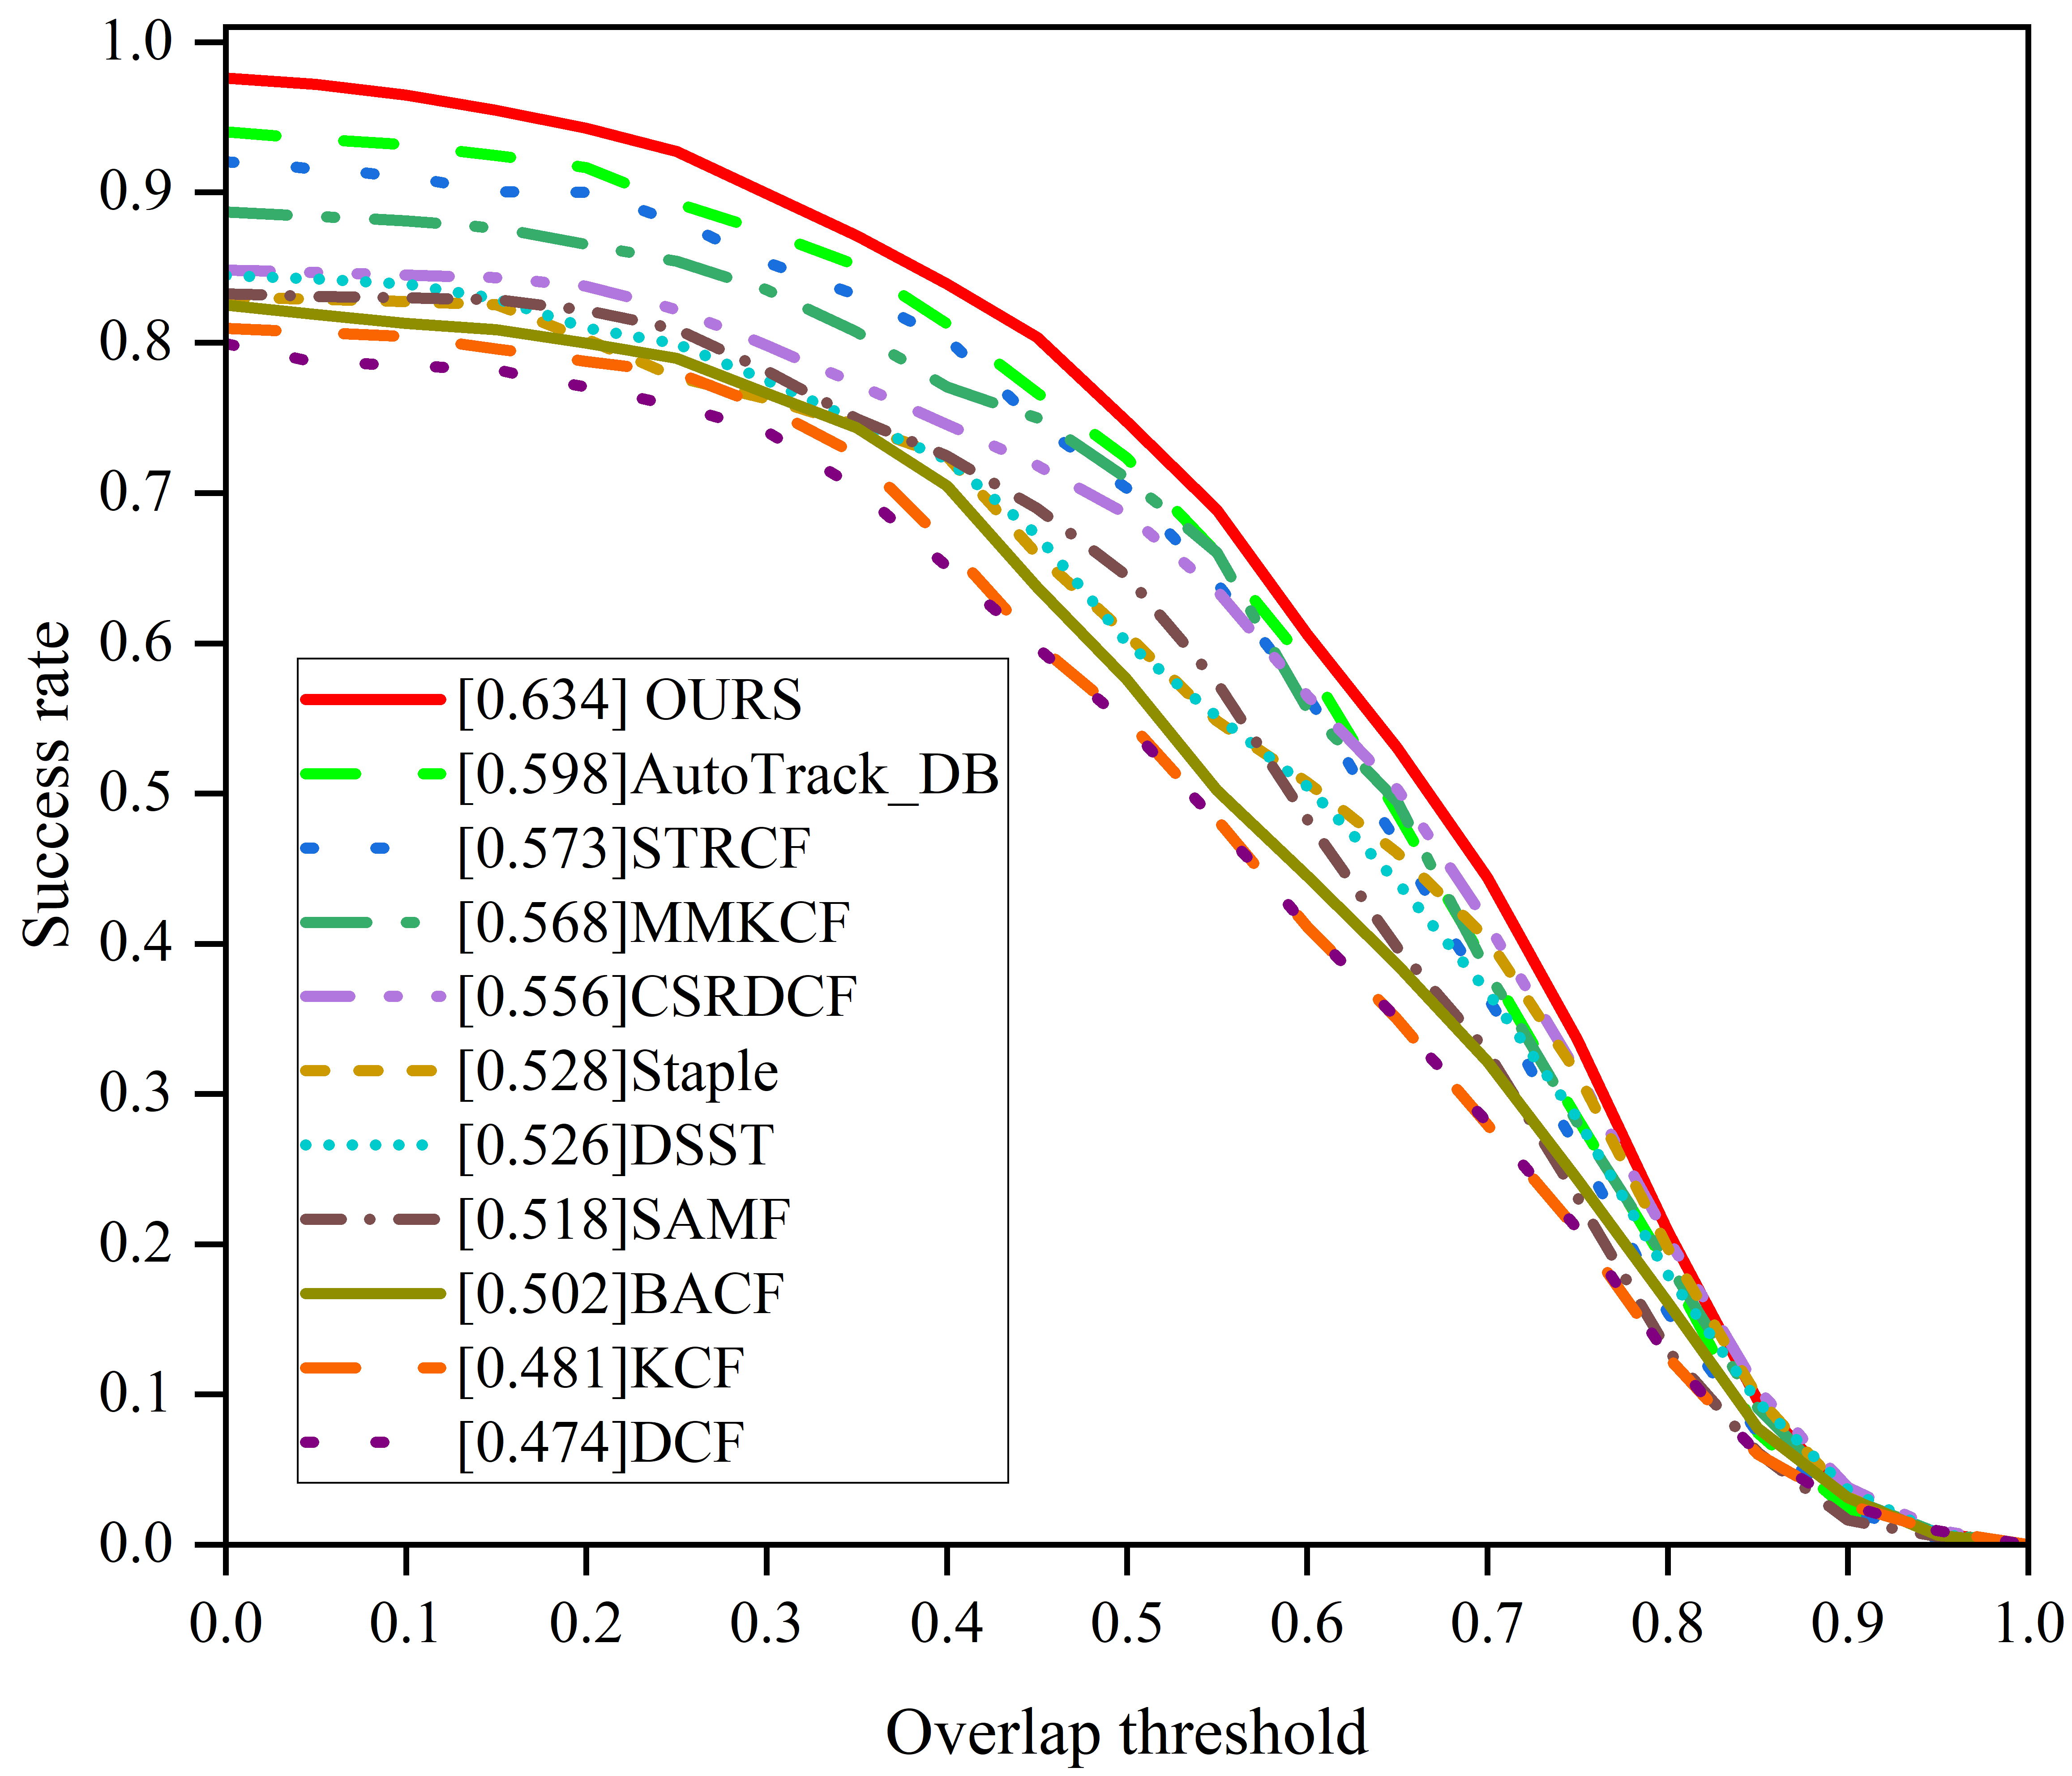 1.0
0.9
0.8
0.7
0.6
0.5
0.4
0.3
0.2
0.1
0.0
Success rate
[0.634] OURS
[0.598]AutoTrack_DB
[0.573]STRCF
[0.568]MMKCF
[0.556]CSRDCF
[0.528]Staple
[0.526]DSST
[0.518]SAMF
[0.502]BACF
[0.481]KCF
[0.474]DCF
0.0 0.1 0.2 0.3 0.4 0.5 0.6 0.7 0.8 0.9 1.0
Overlap threshold